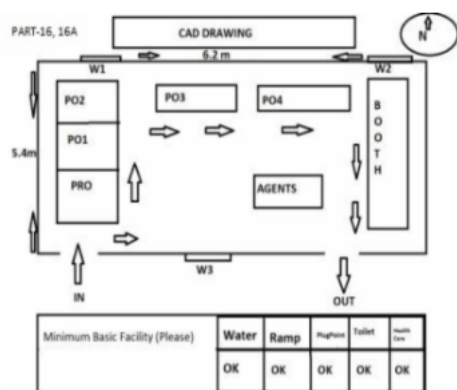 PART-16, 16A
CAD DRAWING
N
6.2 m
W1
W2
PO2
PO3
PO4
BOOTH
PO1
5.4m
PRO
AGENTS
W3
IN
OUT
Minimum Basic Facility (Please)
Water
Ramp
PlugPoint
Toilet
Health Care
OK
OK
OK
OK
OK